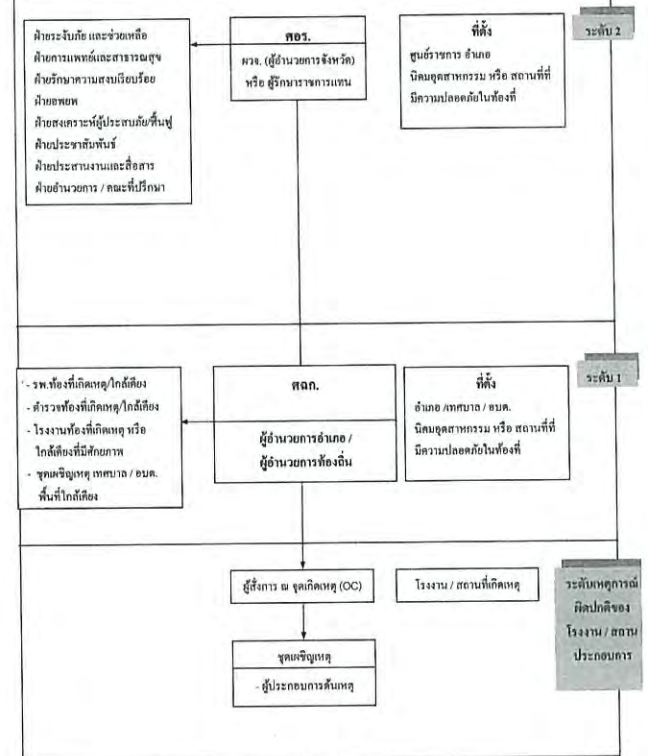 ฝ่ายระงับภัย และช่วยเหลือ
ฝ่ายการแพทย์และสาธารณสุข
ฝ่ายรักษาความสงบเรียบร้อย
ฝ่ายอพยพ
ฝ่ายสงเคราะห์ผู้ประสบภัย/ฟื้นฟู
ฝ่ายประชาสัมพันธ์
ฝ่ายประสานงานและสื่อสาร
ฝ่ายอำนวยการ / คณะที่ปรึกษา
ศอร.
ผวจ. (ผู้อำนวยการจังหวัด)
หรือ ผู้รักษาราชการแทน
ที่ตั้ง
ศูนย์ราชการ อำเภอ
นิคมอุตสาหกรรม หรือ สถานที่ที่
มีความปลอดภัยในท้องที่
ระดับ 2
- รพ.ท้องที่เกิดเหตุ/ใกล้เคียง
- ตำรวจท้องที่เกิดเหตุ/ใกล้เคียง
- โรงงานท้องที่เกิดเหตุ หรือ
ใกล้เคียงที่มีศักยภาพ
- ชุดเผชิญเหตุ เทศบาล / อบต.
พื้นที่ใกล้เคียง
ศฉก.
ผู้อำนวยการอำเภอ /
ผู้อำนวยการท้องถิ่น
ที่ตั้ง
อำเภอ /เทศบาล / อบต.
นิคมอุตสาหกรรม หรือ สถานที่ที่
มีความปลอดภัยในท้องที่
ระดับ 1
ผู้สั่งการ ณ จุดเกิดเหตุ (OC)
โรงงาน / สถานที่เกิดเหตุ
ระดับเหตุการณ์
ผิดปกติของ
โรงงาน / สถาน
ประกอบการ
ชุดเผชิญเหตุ
- ผู้ประกอบการต้นเหตุ